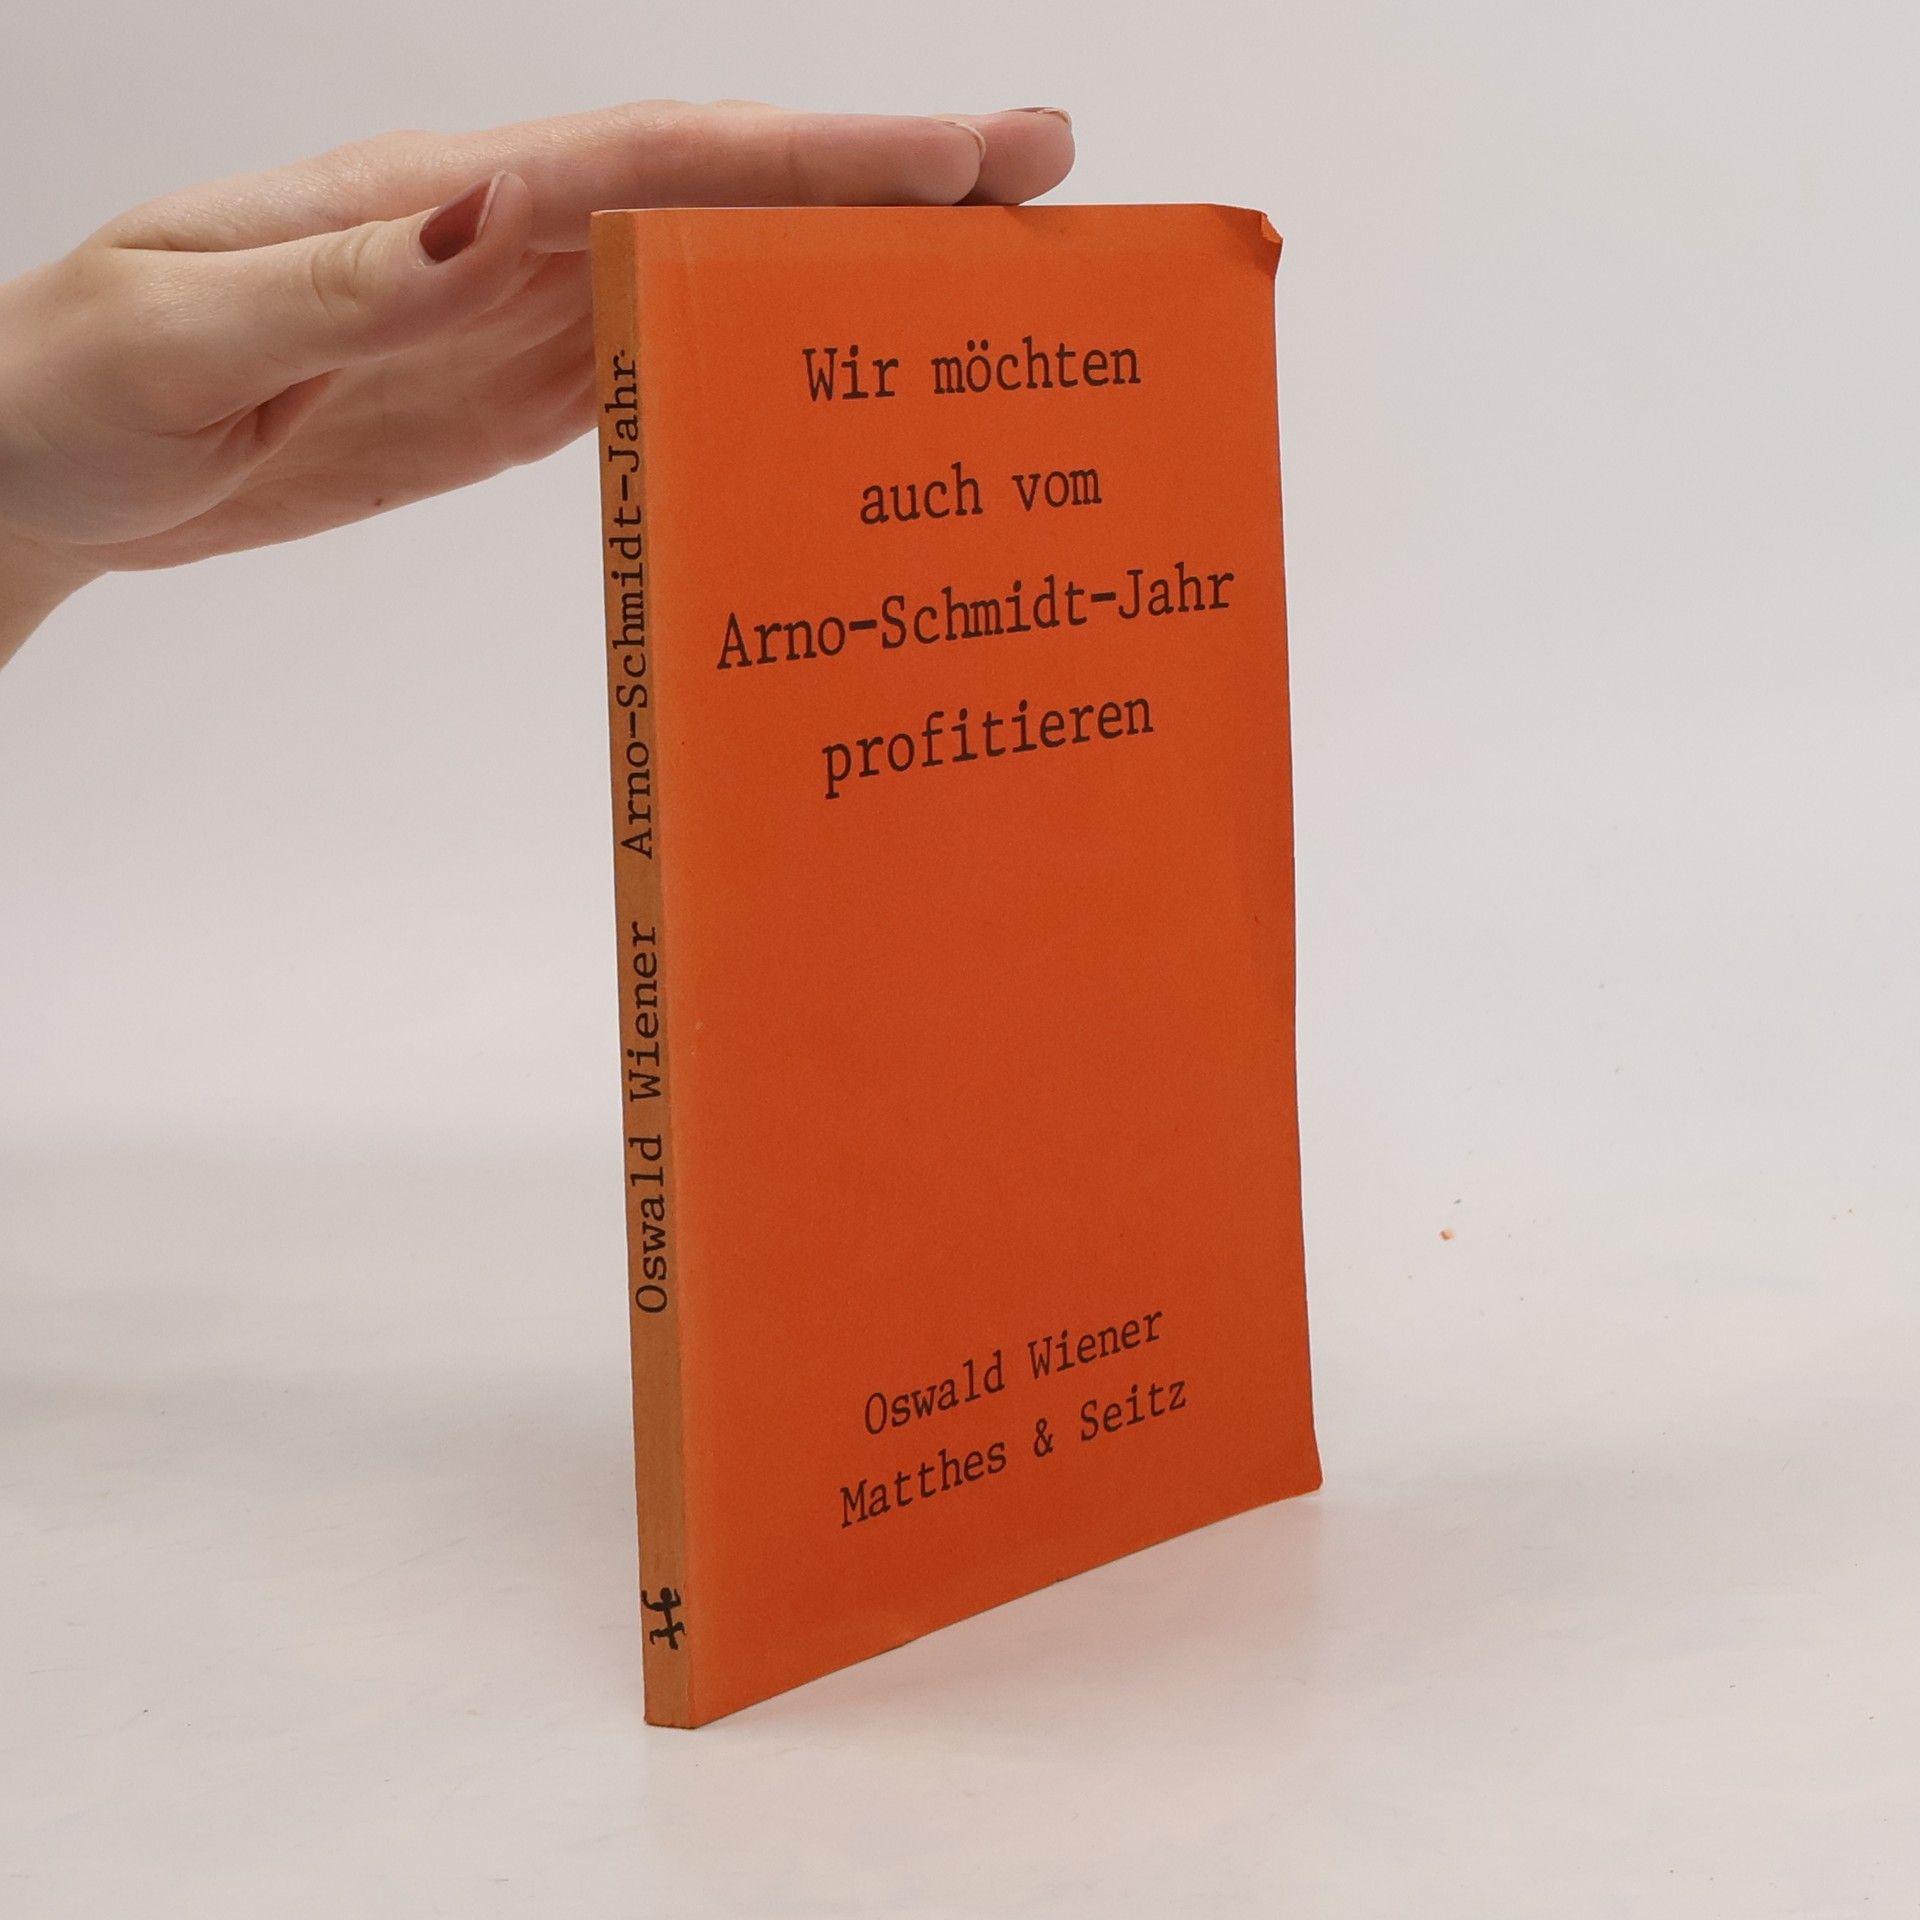 Wir möchten
auch vom
Arno-Schmidt-Jahr
profitieren
Oswald Wiener
Matthes & Seitz
Oswald Wiener Arno-Schmidt-Jahr